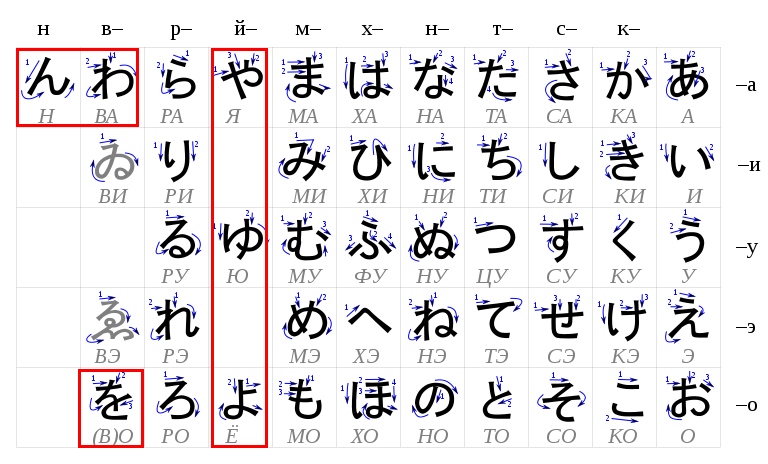 н в– р– й– м– х– н– т– с– к–
ん わ ら や ま は な た さ か あ –а
Н ВА РА Я МА ХА НА ТА СА КА А
ゐ り み ひ に ち し き い –и
ВИ РИ МИ ХИ НИ ТИ СИ КИ И
る ゆ む ふ ぬ つ す く う –у
РУ Ю МУ ФУ НУ ЦУ СУ КУ У
ゑ れ め へ ね て せ け え –э
ВЭ РЭ МЭ ХЭ НЭ ТЭ СЭ КЭ Э
を ろ よ も ほ の と そ こ お –о
(В)О РО Ё МО ХО НО ТО СО КО О